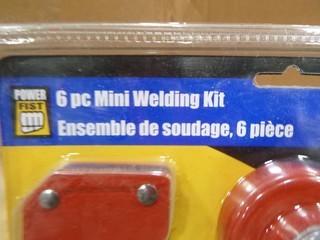 POWER
FIST
6 pc Mini Welding Kit
Ensemble de soudage, 6 pièce